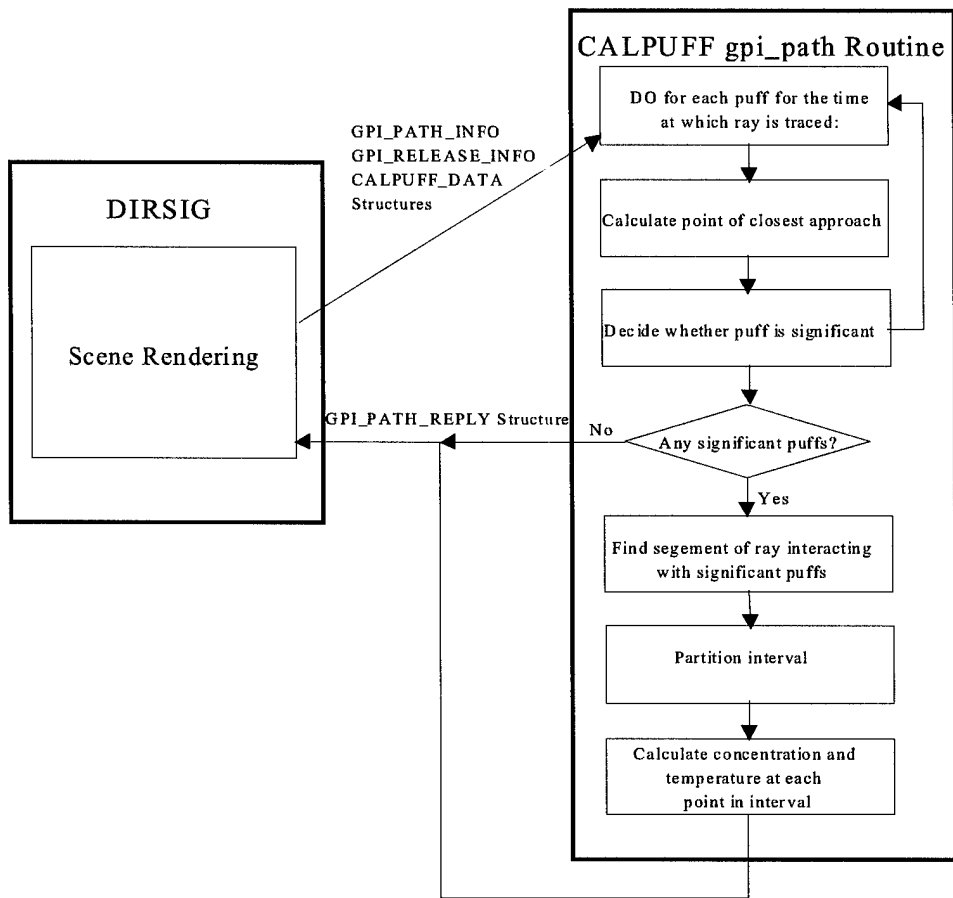 CALPUFF gpi_path Routine
DO for each puff for the time
at which ray is traced:
GPI_PATH_INFO
GPI_RELEASE_INFO
CALPUFF_DATA
Structures
DIRSIG
Scene Rendering
Calculate point of closest approach
Decide whether puff is significant
GPI_PATH_REPLY Structure
No
Any significant puffs?
Yes
Find segement of ray interacting
with significant puffs
Partition interval
Calculate concentration and
temperature at each
point in interval